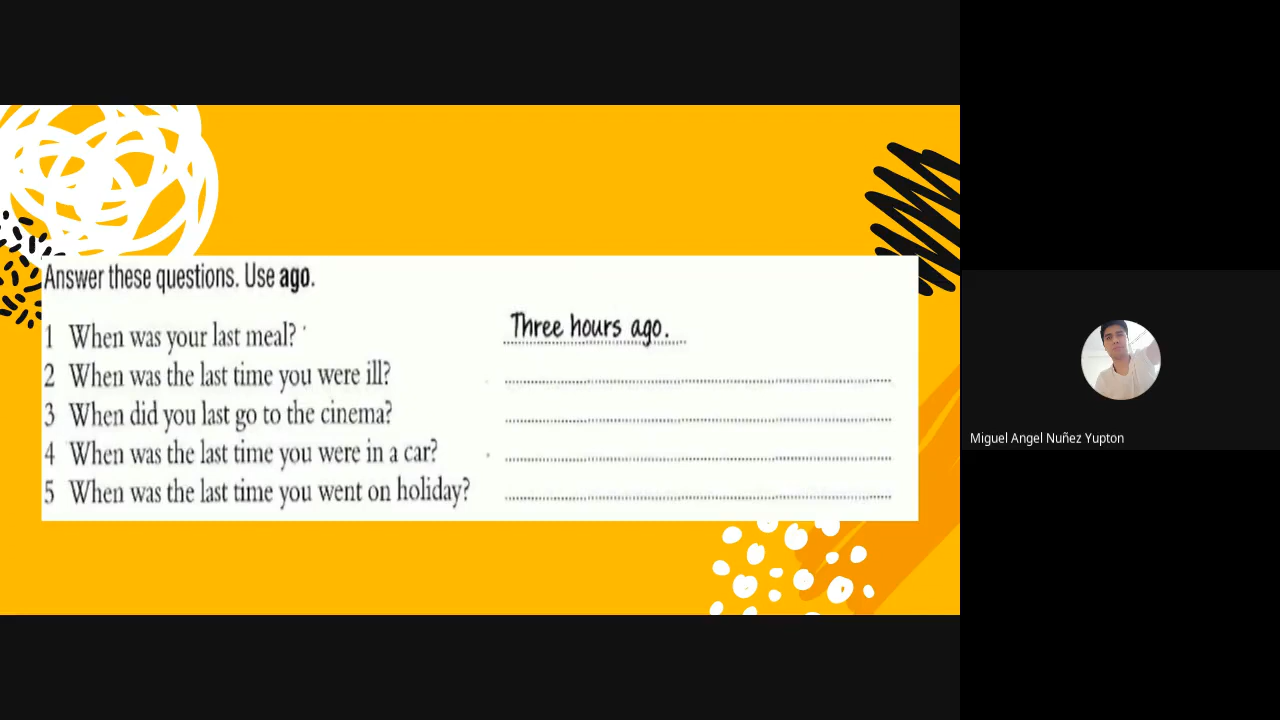 Answer these questions. Use ago.
1 When was your last meal? Three hours ago.
2 When was the last time you were ill?
3 When did you last go to the cinema?
4 When was the last time you were in a car?
5 When was the last time you went on holiday?
Miguel Angel Nuñez Yupton